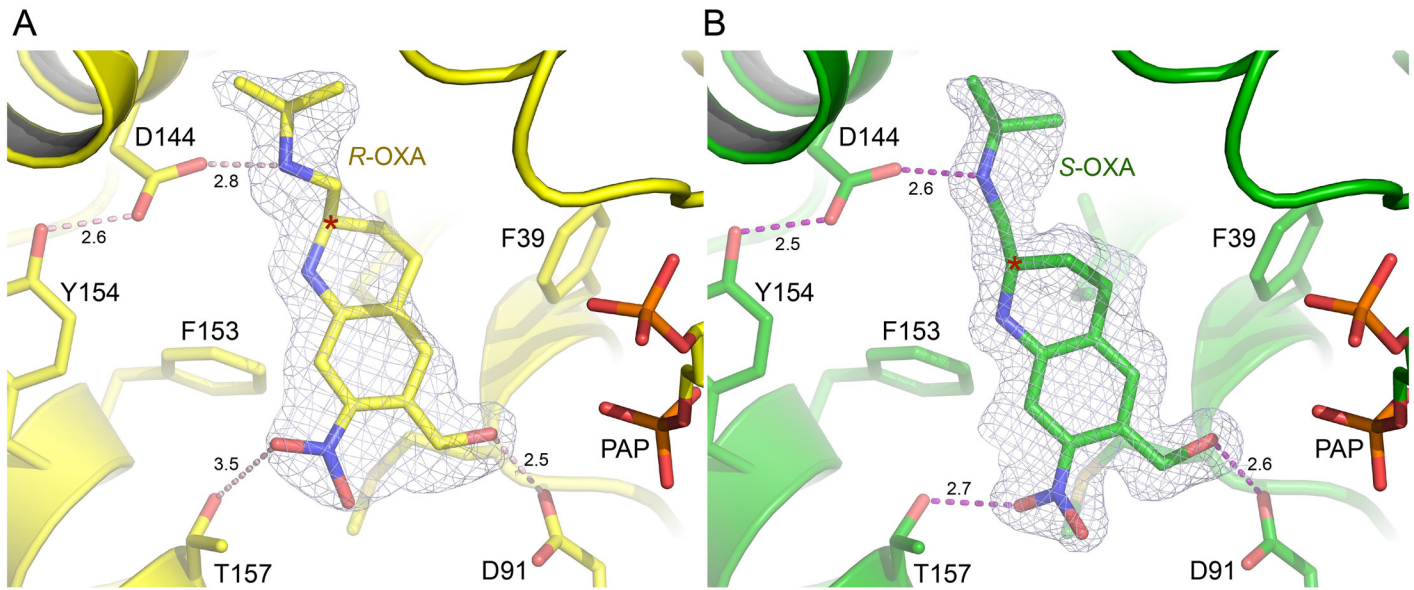 A
D144
R-OXA
2.8
2.6
F39
Y154
F153
PAP
3.5
2.5
T157
D91
B
D144
S-OXA
2.6
2.5
F39
Y154
F153
PAP
2.7
2.6
T157
D91